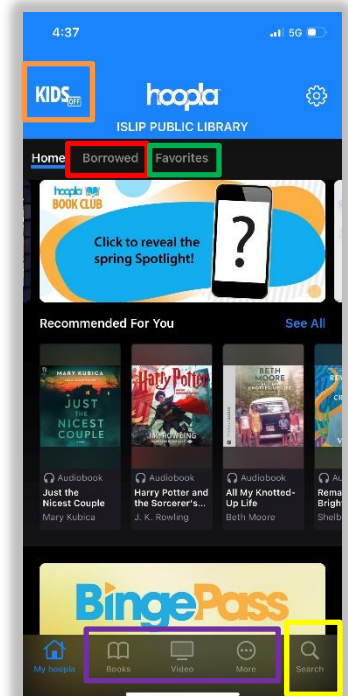 4:37
5G
KIDS OFF
hoopla
ISLIP PUBLIC LIBRARY
Home Borrowed Favorites
hoopla
BOOK CLUB
Click to reveal the
spring Spotlight!
?
Recommended For You See All
MARY KUBICA
JUST
THE
NICEST
COUPLE
Harry Potter
J.K. ROWLING
BETH
MOORE
Audiobook
Just the
Nicest Couple
Mary Kubica
Audiobook
Harry Potter and
the Sorcerer's...
J. K. Rowling
Audiobook
All My Knotted-
Up Life
Beth Moore
Rema
Brigh
Shelb
BingePass
My hoopla Books Video More Search